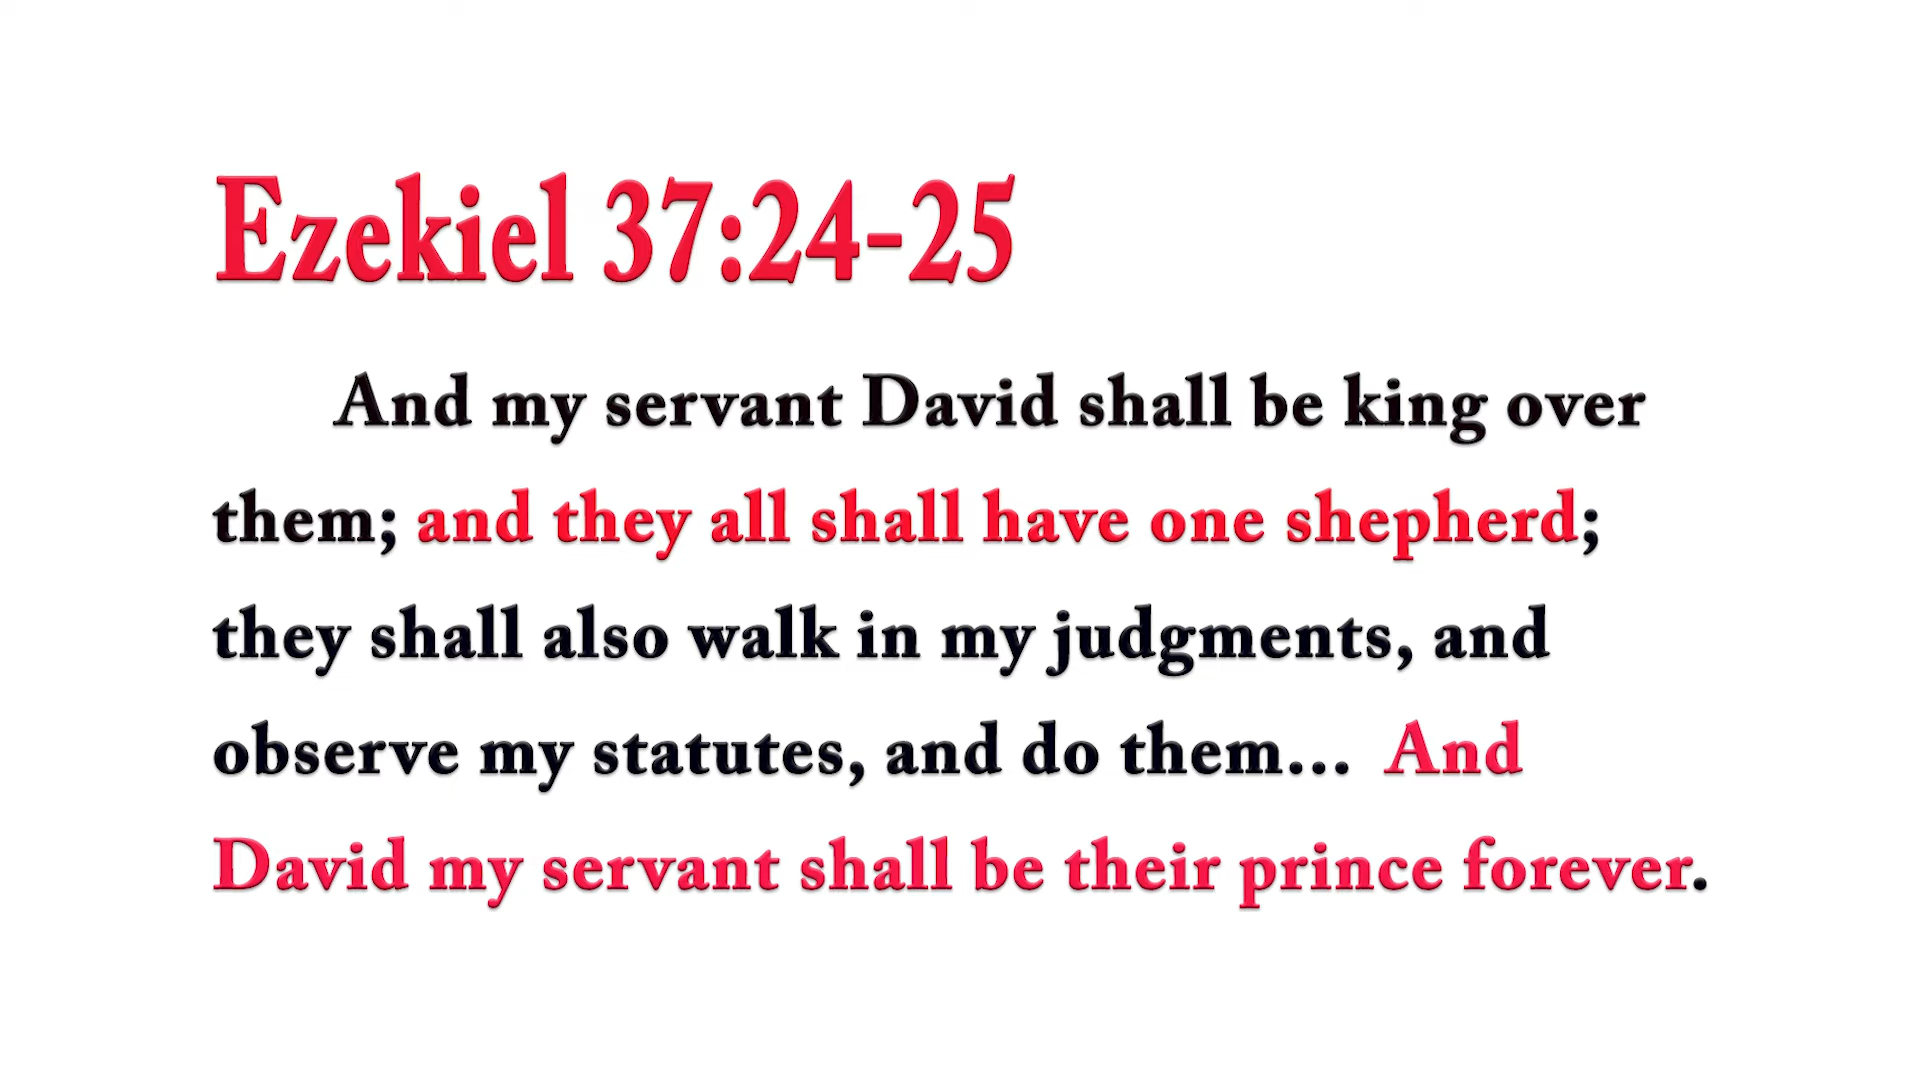 Ezekiel 37:24-25
And my servant David shall be king over
them; and they all shall have one shepherd;
they shall also walk in my judgments, and
observe my statutes, and do them... And
David my servant shall be their prince forever.